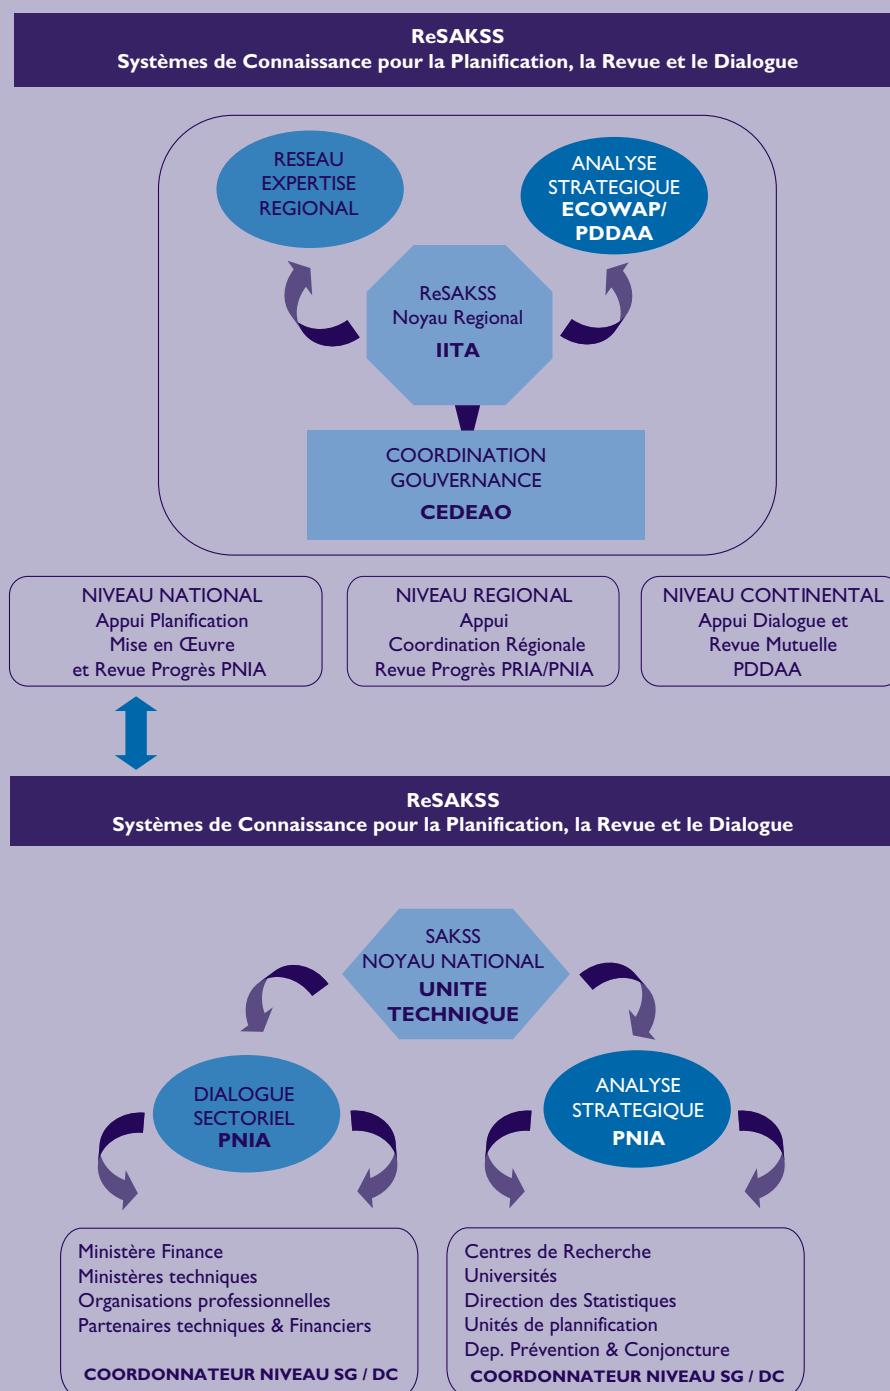 ReSAKSS
Systèmes de Connaissance pour la Planification, la Revue et le Dialogue
RESEAU
EXPERTISE
REGIONAL
ANALYSE
STRATEGIQUE
ECOWAP/
PDDAA
ReSAKSS
Noyau Regional
IITA
COORDINATION
GOUVERNANCE
CEDEAO
NIVEAU NATIONAL
Appui Planification
Mise en Œuvre
et Revue Progrès PNIA
NIVEAU REGIONAL
Appui
Coordination Régionale
Revue Progrès PRIA/PNIA
NIVEAU CONTINENTAL
Appui Dialogue et
Revue Mutuelle
PDDAA
ReSAKSS
Systèmes de Connaissance pour la Planification, la Revue et le Dialogue
SAKSS
NOYAU NATIONAL
UNITE
TECHNIQUE
DIALOGUE
SECTORIEL
PNIA
ANALYSE
STRATEGIQUE
PNIA
Ministère Finance
Ministères techniques
Organisations professionnelles
Partenaires techniques & Financiers
COORDONNATEUR NIVEAU SG / DC
Centres de Recherche
Universités
Direction des Statistiques
Unités de plannification
Dep. Prévention & Conjoncture
COORDONNATEUR NIVEAU SG / DC